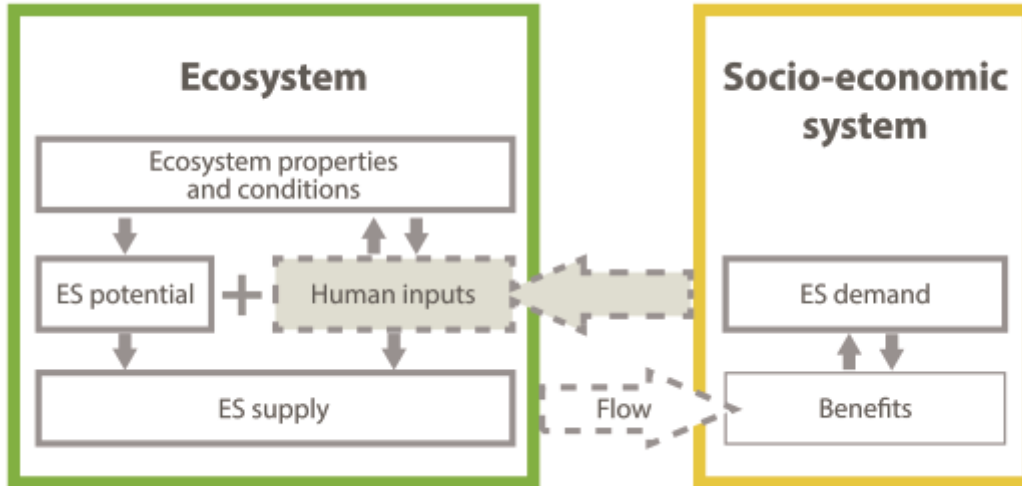 Ecosystem
Ecosystem properties
and conditions
ES potential
+
Human inputs
ES supply
Flow
Socio-economic
system
ES demand
Benefits